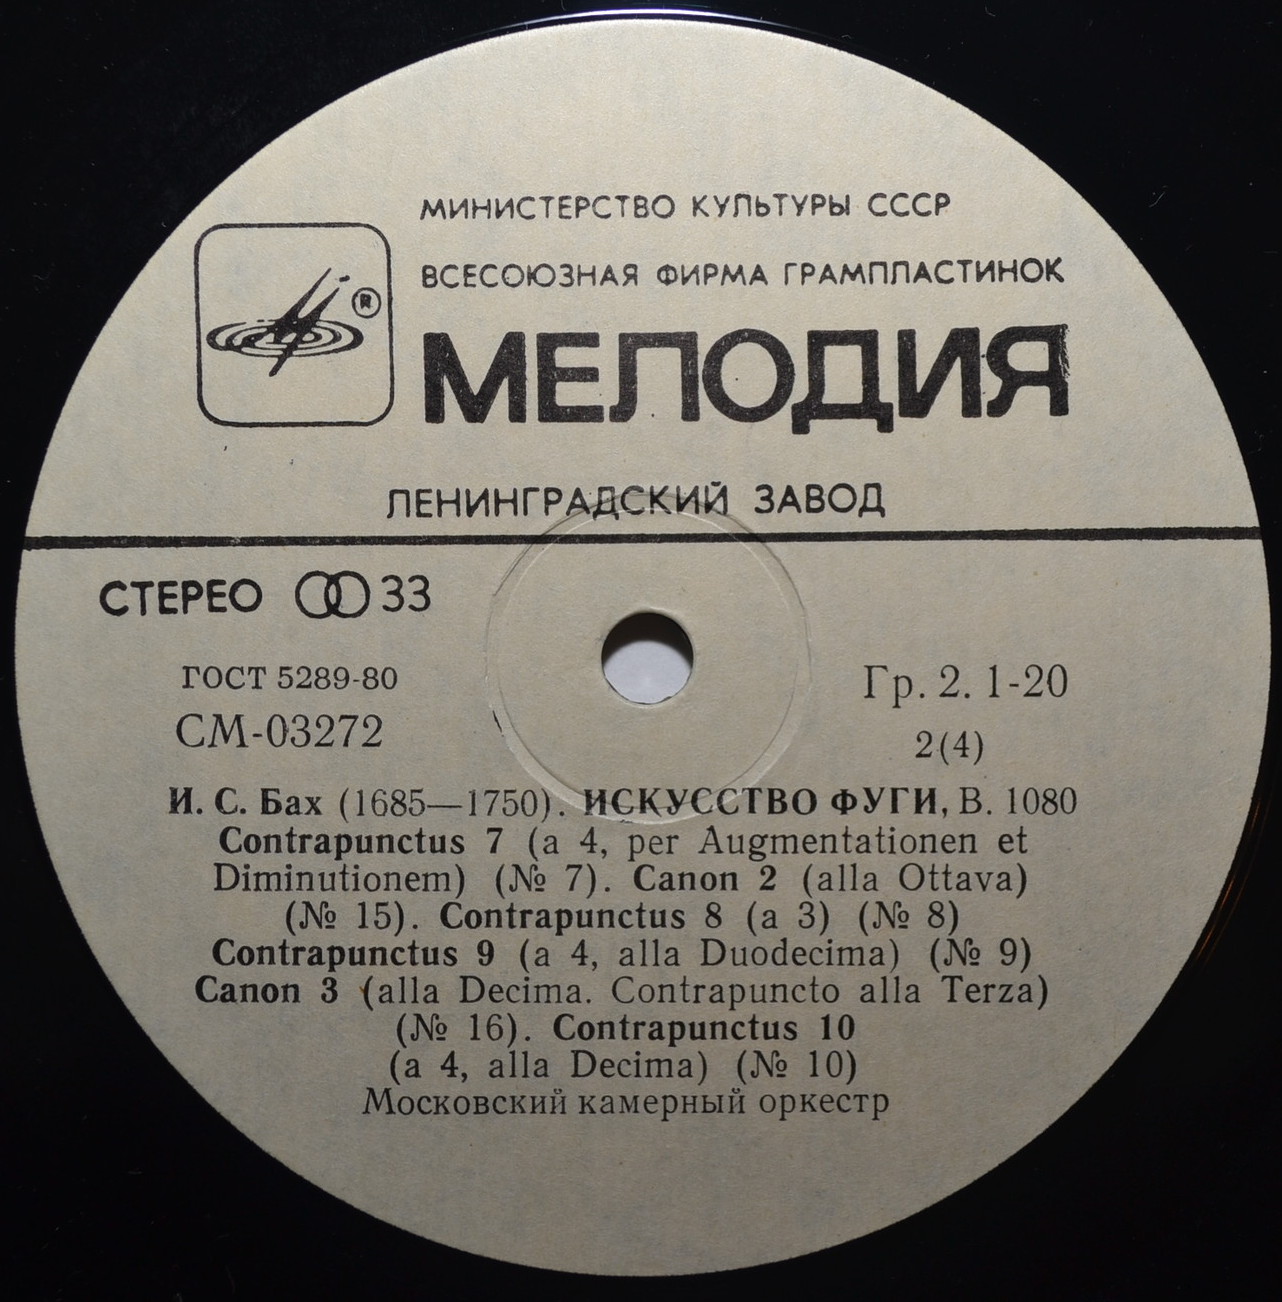 МИНИСТЕРСТВО КУЛЬТУРЫ СССР
ВСЕСОЮЗНАЯ ФИРМА ГРАМПЛАСТИНОК
®
МЕЛОДИЯ
ЛЕНИНГРАДСКИЙ ЗАВОД
СТЕРЕО 33
ГОСТ 5289-80
Гр. 2. 1-20
СМ-03272
2(4)
И. С. Бах (1685—1750). ИСКУССТВО ФУГИ, В. 1080
Contrapunctus 7 (a 4, per Augmentationen et
Diminutionem) (№ 7). Canon 2 (alla Ottava)
(№ 15). Contrapunctus 8 (a 3) (№ 8)
Contrapunctus 9 (a 4, alla Duodecima) (№ 9)
Canon 3 (alla Decima. Contrapuncto alla Terza)
(№ 16). Contrapunctus 10
(a 4, alla Decima) (№ 10)
Московский камерный оркестр